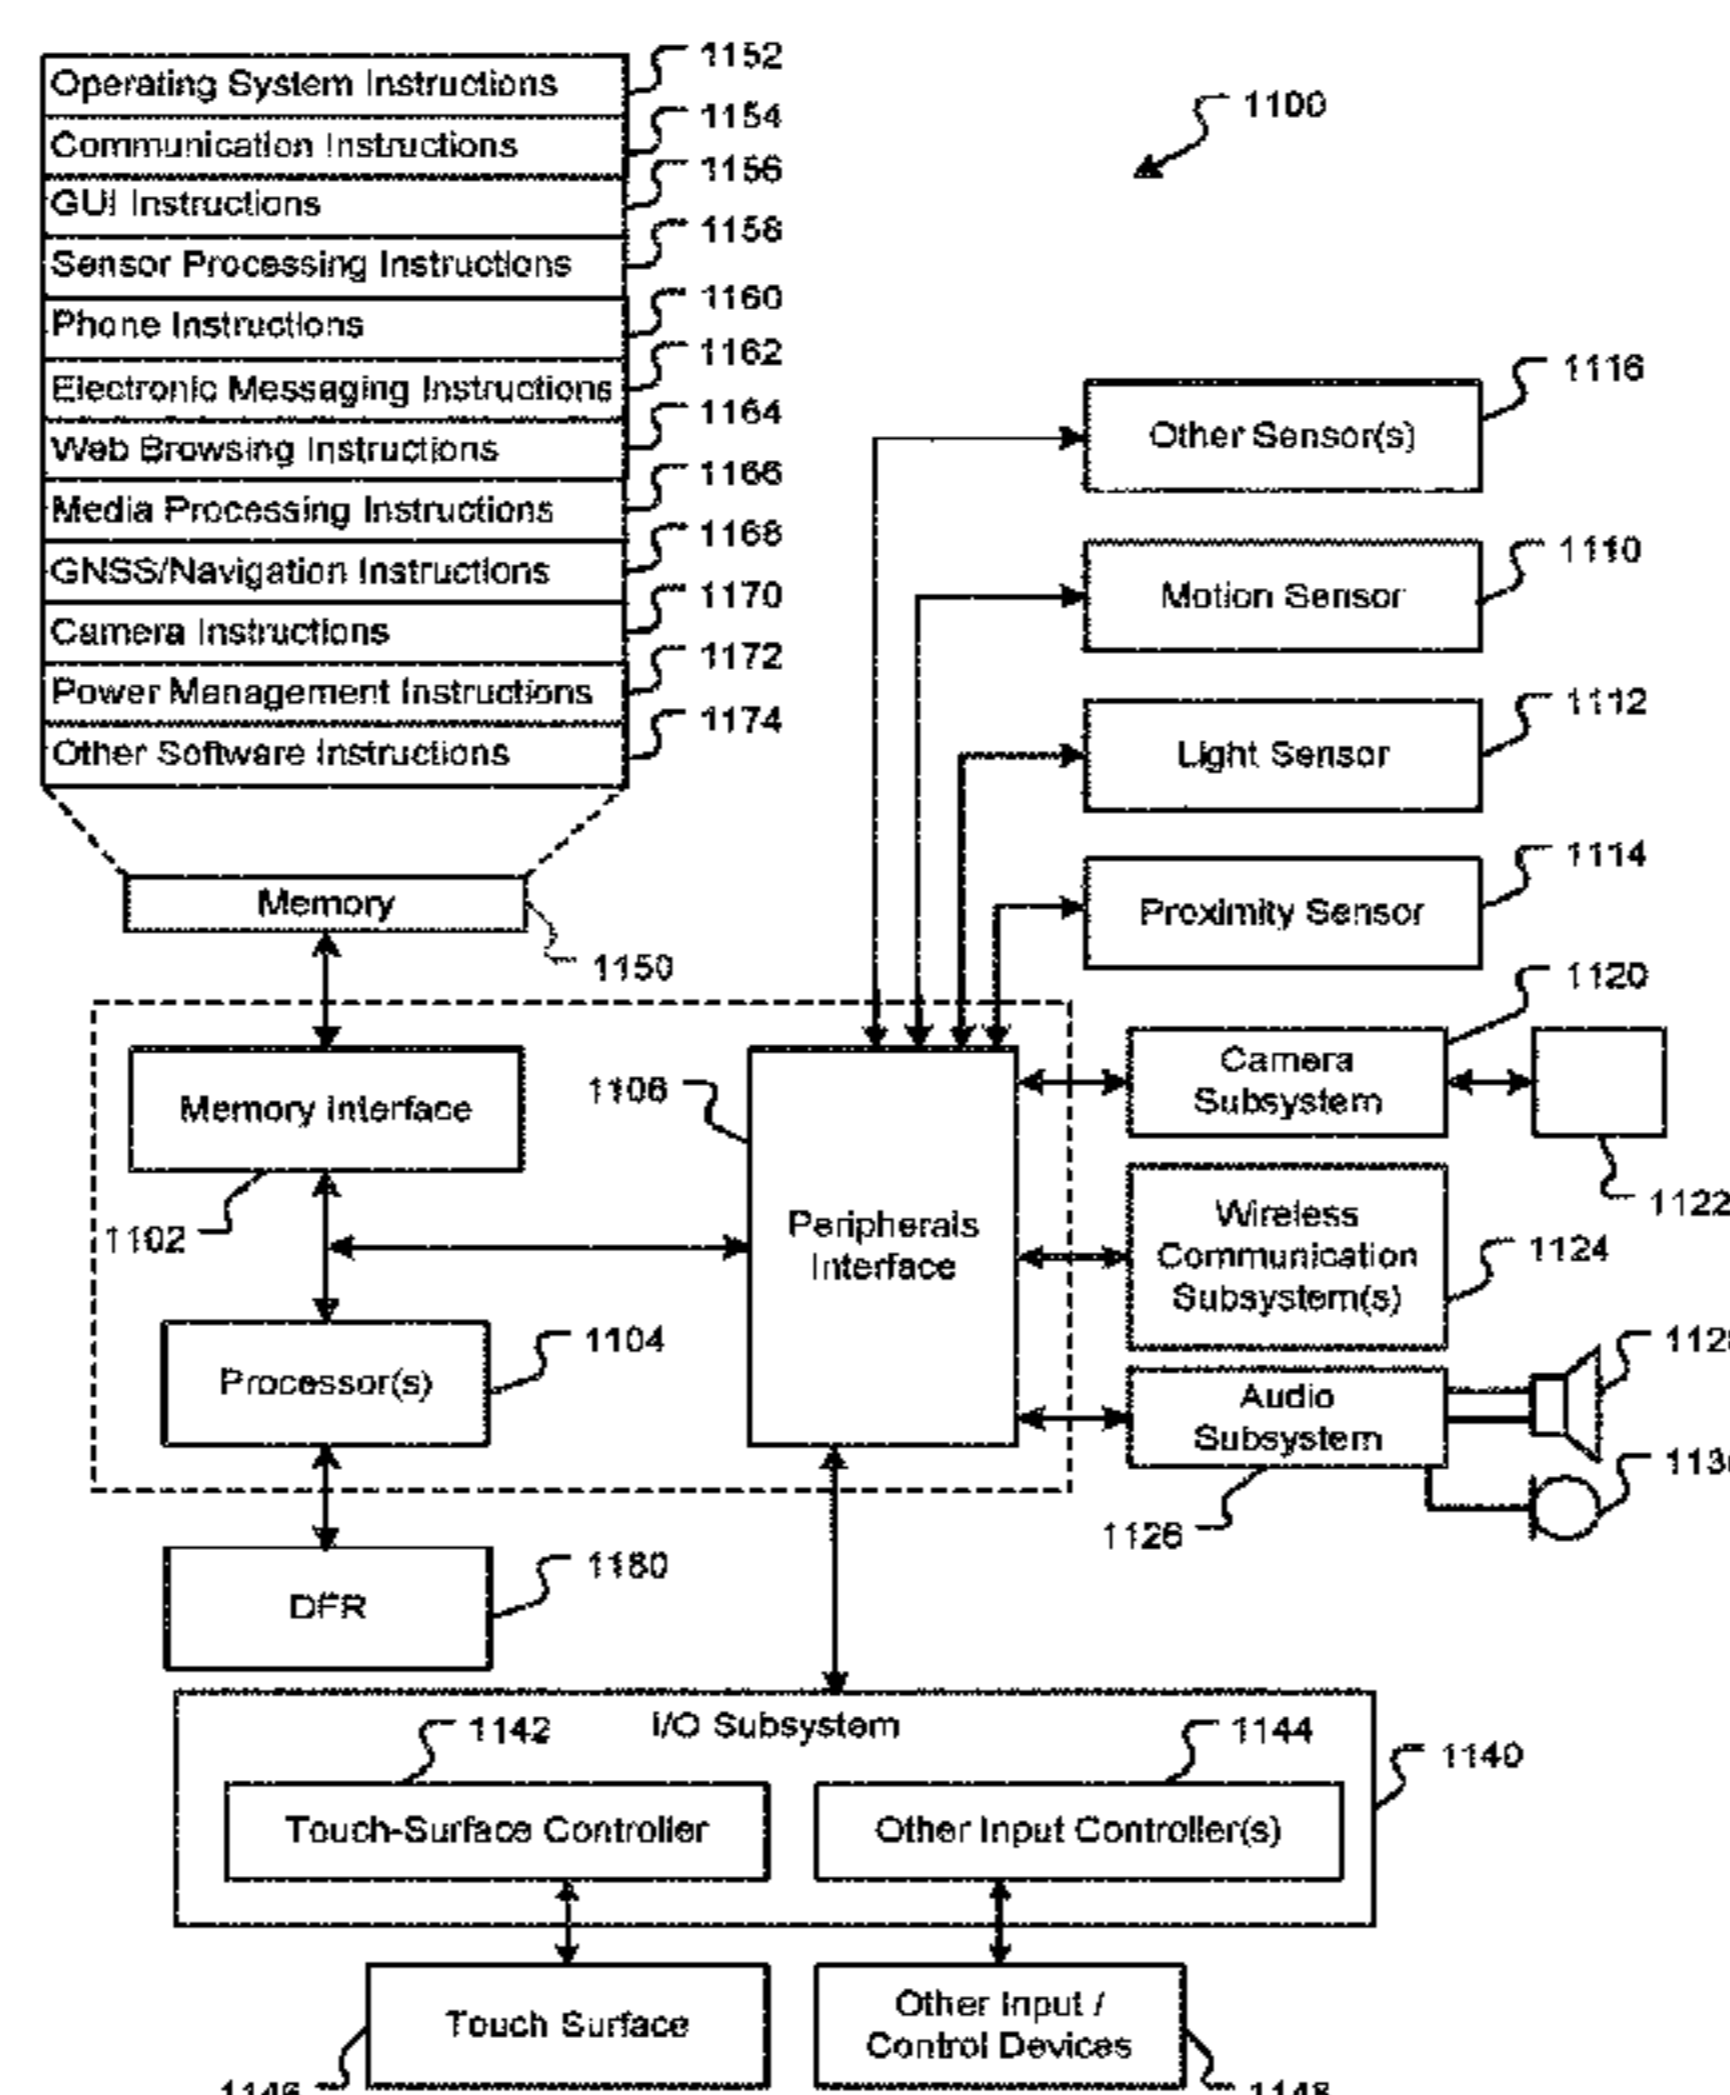 1152
Operating System Instructions
1154
Communication Instructions
1156
GUI Instructions
1158
Sensor Processing Instructions
1160
Phone Instructions
1162
Electronic Messaging Instructions
1164
Web Browsing Instructions
1166
Media Processing Instructions
1168
GNSS/Navigation Instructions
1170
Camera Instructions
1172
Power Management Instructions
1174
Other Software Instructions
1100
Memory
1150
Other Sensor(s)
1116
Motion Sensor
1110
Light Sensor
1112
Proximity Sensor
1114
Memory Interface
1102
1106
Peripherals
Interface
Processor(s)
1104
DFR
1180
Camera
Subsystem
1120
1122
Wireless
Communication
Subsystem(s)
1124
Audio
Subsystem
1126
I/O Subsystem
1140
1142
Touch-Surface Controller
1144
Other Input Controller(s)
Touch Surface
1146
Other Input /
Control Devices
1148